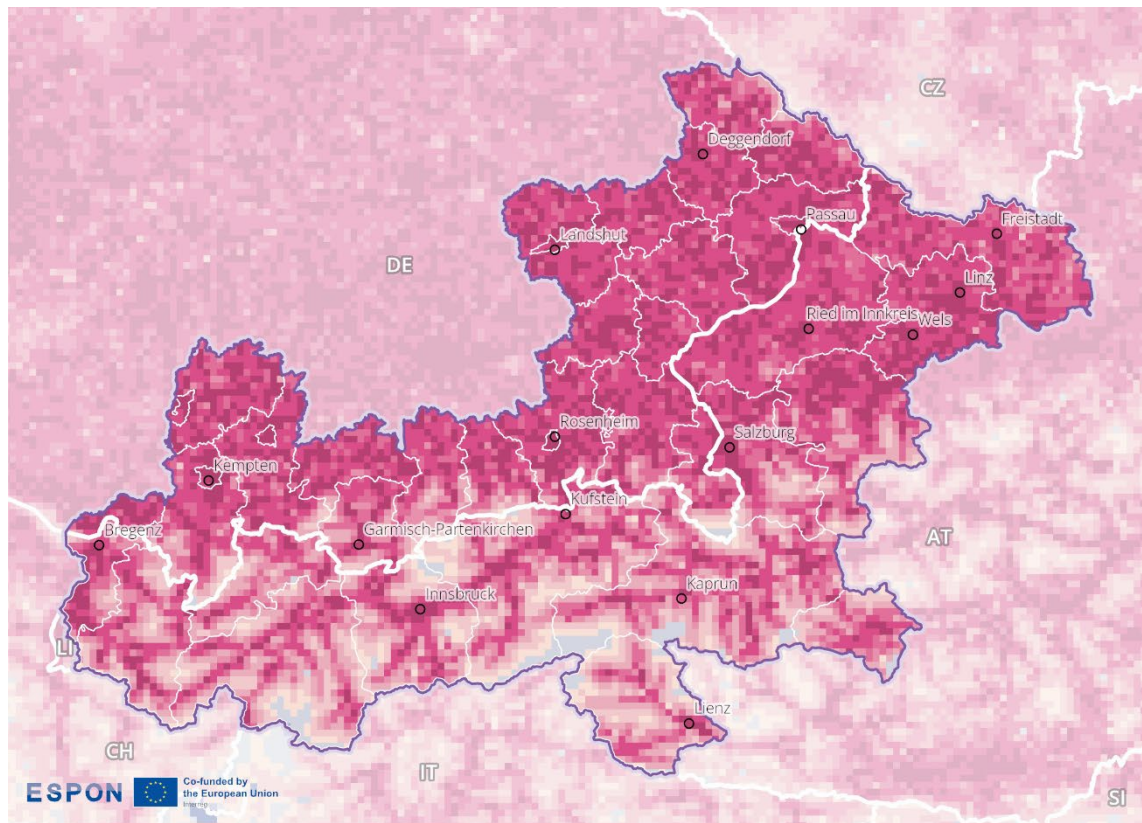 CZ
Deggendorf
Passau
Freistadt
Landshut
DE
Linz
Ried im Innkreis
Wels
Rosenheim
Salzburg
Kempten
Kufstein
Bregenz
Garmisch-Partenkirchen
AT
Innsbruck
Kaprun
LI
Lienz
CH
IT
SI
ESPON
Co-funded by
the European Union
Interreg